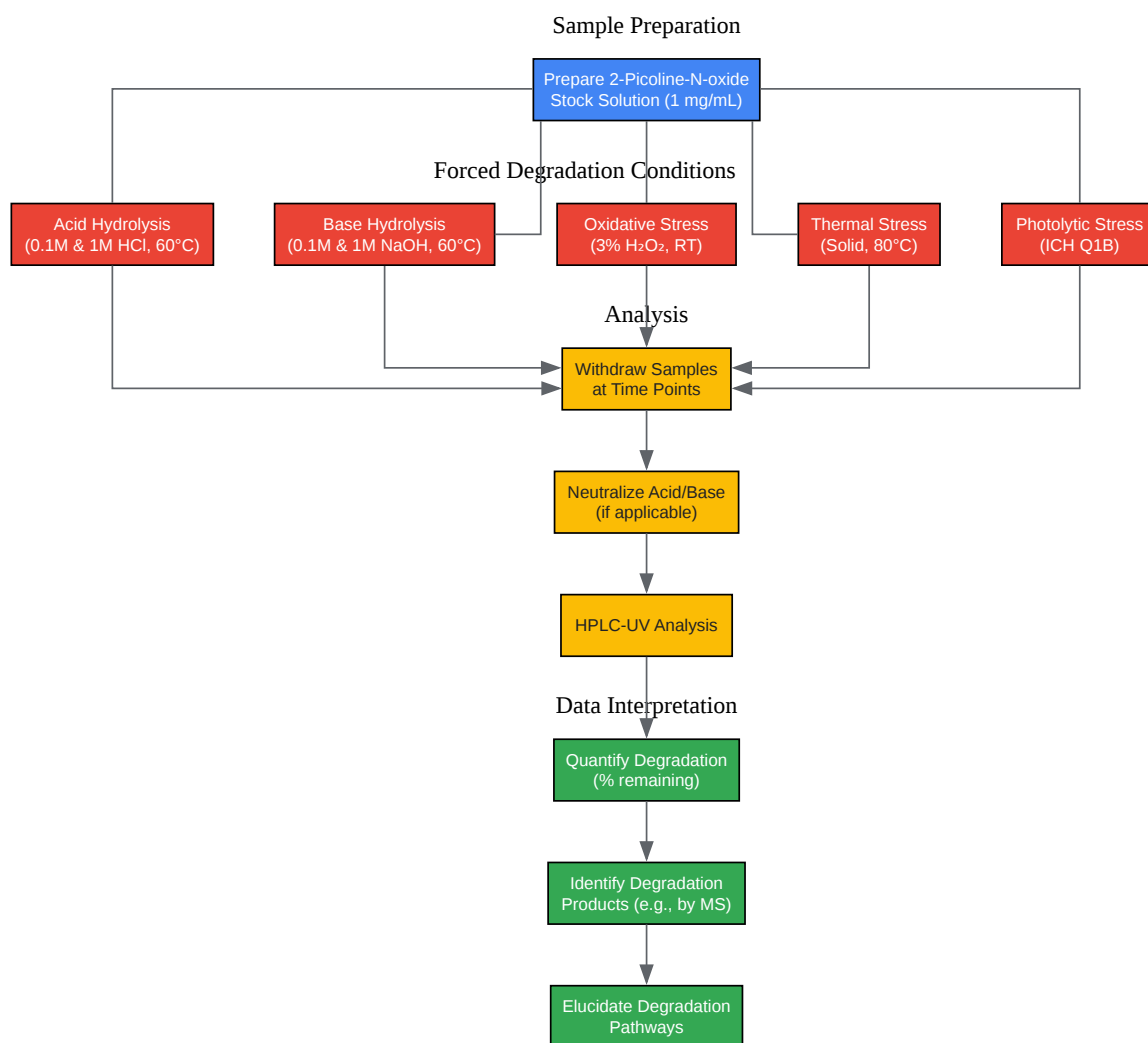 Sample Preparation
Prepare 2-Picoline-N-oxide
Stock Solution (1 mg/mL)
Forced Degradation Conditions
Acid Hydrolysis
(0.1M & 1M HCl, 60°C)
Base Hydrolysis
(0.1M & 1M NaOH, 60°C)
Oxidative Stress
(3% H₂O₂, RT)
Thermal Stress
(Solid, 80°C)
Photolytic Stress
(ICH Q1B)
Analysis
Withdraw Samples
at Time Points
Neutralize Acid/Base
(if applicable)
HPLC-UV Analysis
Data Interpretation
Quantify Degradation
(% remaining)
Identify Degradation
Products (e.g., by MS)
Elucidate Degradation
Pathways